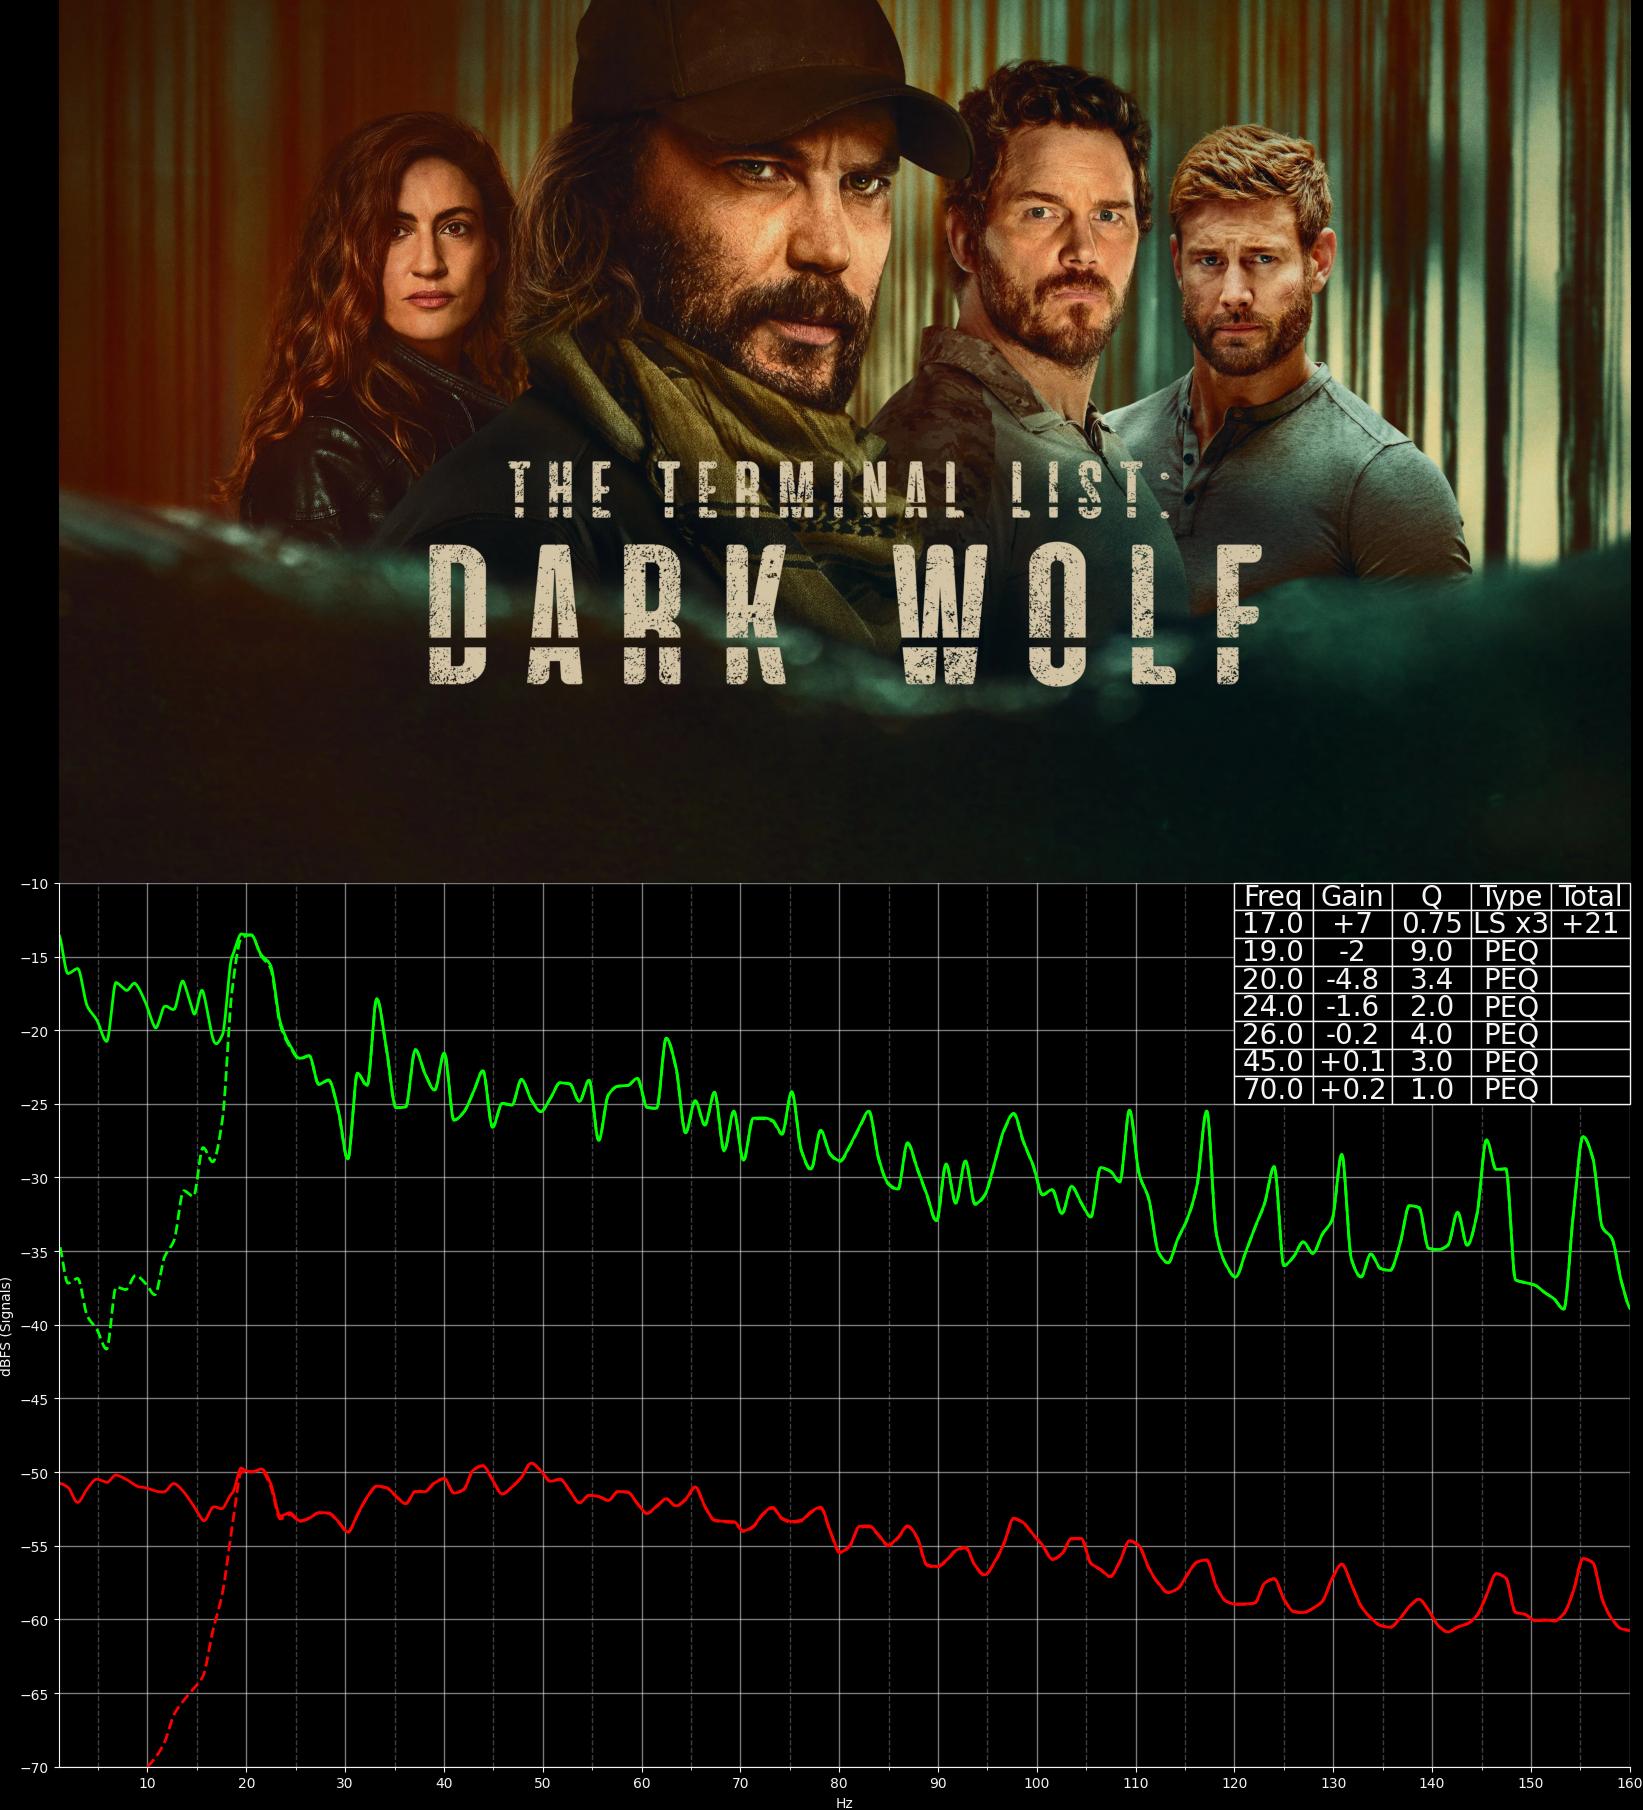 THE TERMINAL LIST:
DARK WOLF
Freq Gain Q Type Total
17.0 +7 0.75 LS x3 +21
19.0 -2 9.0 PEQ
20.0 -4.8 3.4 PEQ
24.0 -1.6 2.0 PEQ
26.0 -0.2 4.0 PEQ
45.0 +0.1 3.0 PEQ
70.0 +0.2 1.0 PEQ
−10
−15
−20
−25
−30
−35
−40
−45
−50
−55
−60
−65
−70
dBFS (Signals)
10 20 30 40 50 60 70 80 90 100 110 120 130 140 150 160
Hz